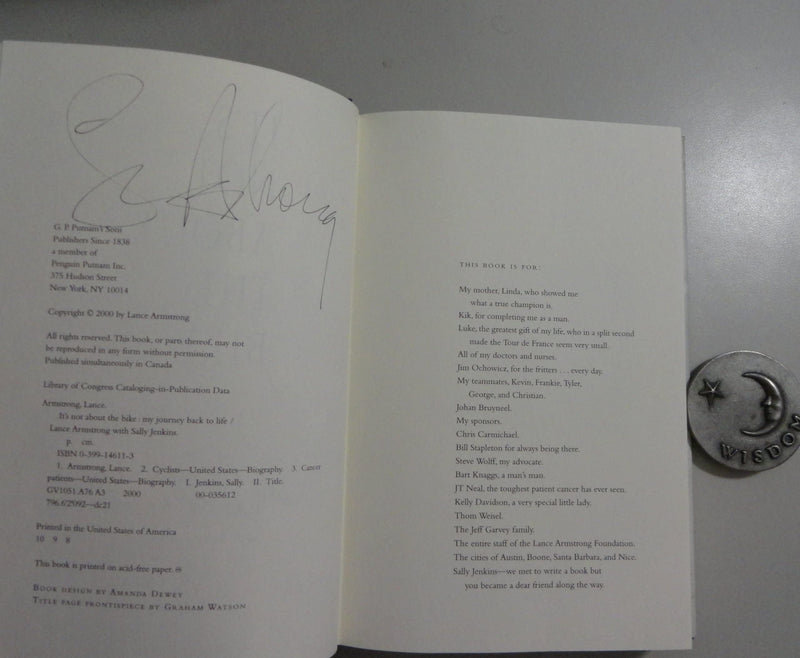 G. P. Putnam's Sons
Publishers Since 1838
a member of
Penguin Putnam Inc.
375 Hudson Street
New York, NY 10014
Copyright © 2000 by Lance Armstrong
All rights reserved. This book, or parts thereof, may not
be reproduced in any form without permission.
Published simultaneously in Canada
Library of Congress Cataloging-in-Publication Data
Armstrong, Lance.
It's not about the bike : my journey back to life /
Lance Armstrong with Sally Jenkins.
p. cm.
ISBN 0-399-14611-3
1. Armstrong, Lance. 2. Cyclists—United States—Biography. 3. Cancer
patients—United States—Biography. I. Jenkins, Sally. II. Title.
GV1051.A76 A3 2000 00-035612
796.6'2'092—dc21
Printed in the United States of America
10 9 8
This book is printed on acid-free paper. ♾
BOOK DESIGN BY AMANDA DEWEY
TITLE PAGE FRONTISPIECE BY GRAHAM WATSON
THIS BOOK IS FOR:
My mother, Linda, who showed me
what a true champion is.
Kik, for completing me as a man.
Luke, the greatest gift of my life, who in a split second
made the Tour de France seem very small.
All of my doctors and nurses.
Jim Ochowicz, for the fritters . . . every day.
My teammates, Kevin, Frankie, Tyler,
George, and Christian.
Johan Bruyneel.
My sponsors.
Chris Carmichael.
Bill Stapleton for always being there.
Steve Wolff, my advocate.
Bart Knaggs, a man's man.
JT Neal, the toughest patient cancer has ever seen.
Kelly Davidson, a very special little lady.
Thom Weisel.
The Jeff Garvey family.
The entire staff of the Lance Armstrong Foundation.
The cities of Austin, Boone, Santa Barbara, and Nice.
Sally Jenkins—we met to write a book but
you became a dear friend along the way.
WISDOM